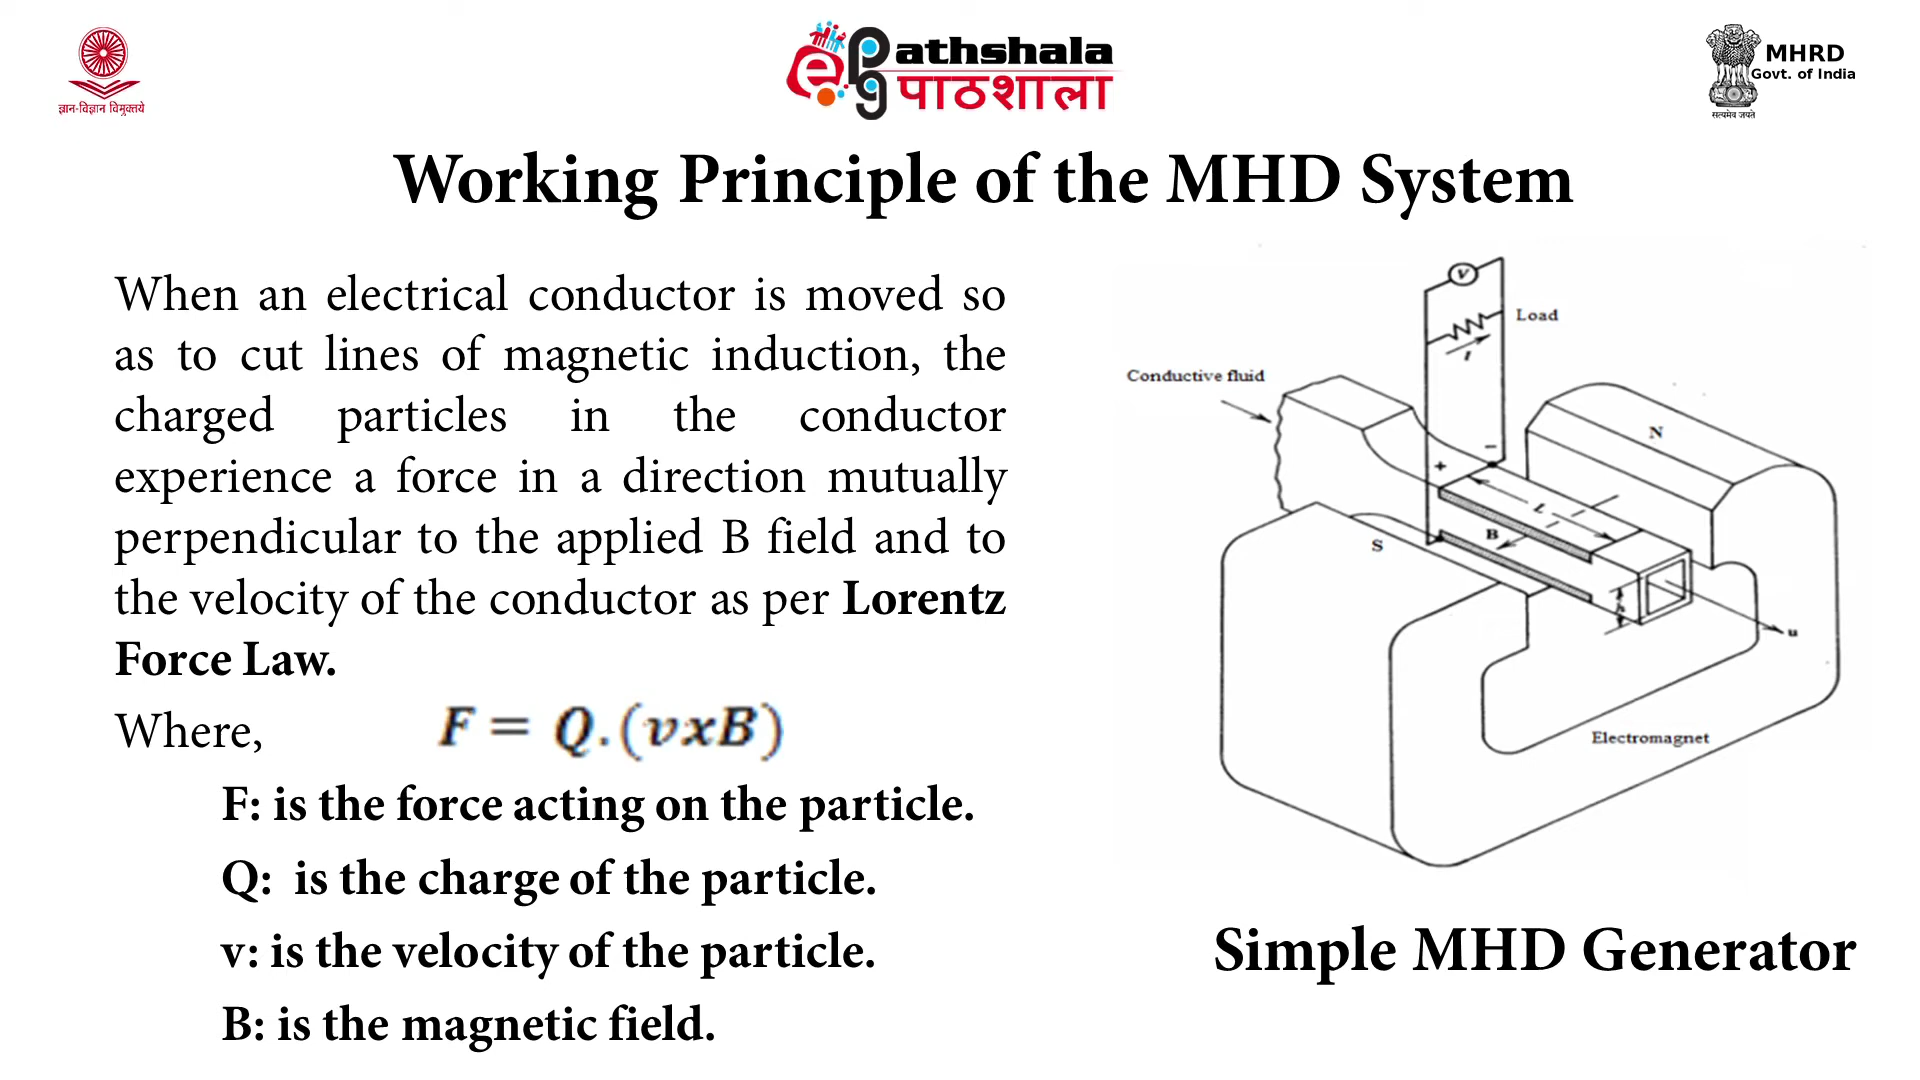 ज्ञान-विज्ञान विमुक्तये
e Pg Pathshala
पाठशाला
MHRD
Govt. of India
सत्यमेव जयते
Working Principle of the MHD System
When an electrical conductor is moved so
as to cut lines of magnetic induction, the
charged particles in the conductor
experience a force in a direction mutually
perpendicular to the applied B field and to
the velocity of the conductor as per Lorentz
Force Law.
Where, F = Q.(vxB)
F: is the force acting on the particle.
Q: is the charge of the particle.
v: is the velocity of the particle.
B: is the magnetic field.
V
Load
I
Conductive fluid
N
+ −
L
B
S
h
u
Electromagnet
Simple MHD Generator